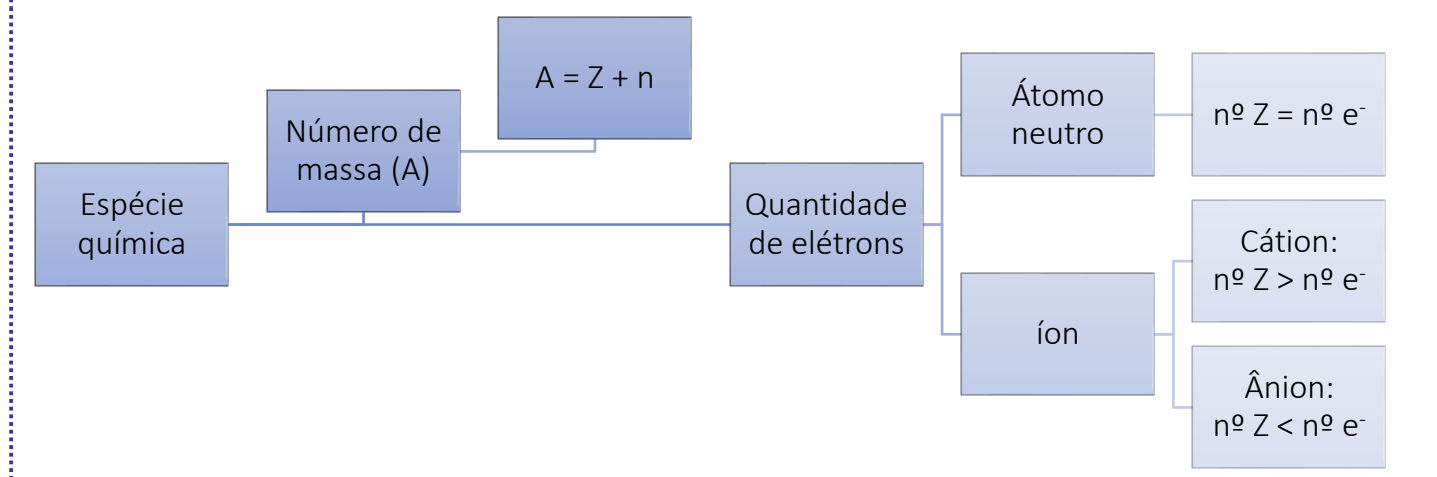 Espécie
química
Número de
massa (A)
A = Z + n
Quantidade
de elétrons
Átomo
neutro
nº Z = nº e⁻
íon
Cátion:
nº Z > nº e⁻
Ânion:
nº Z < nº e⁻